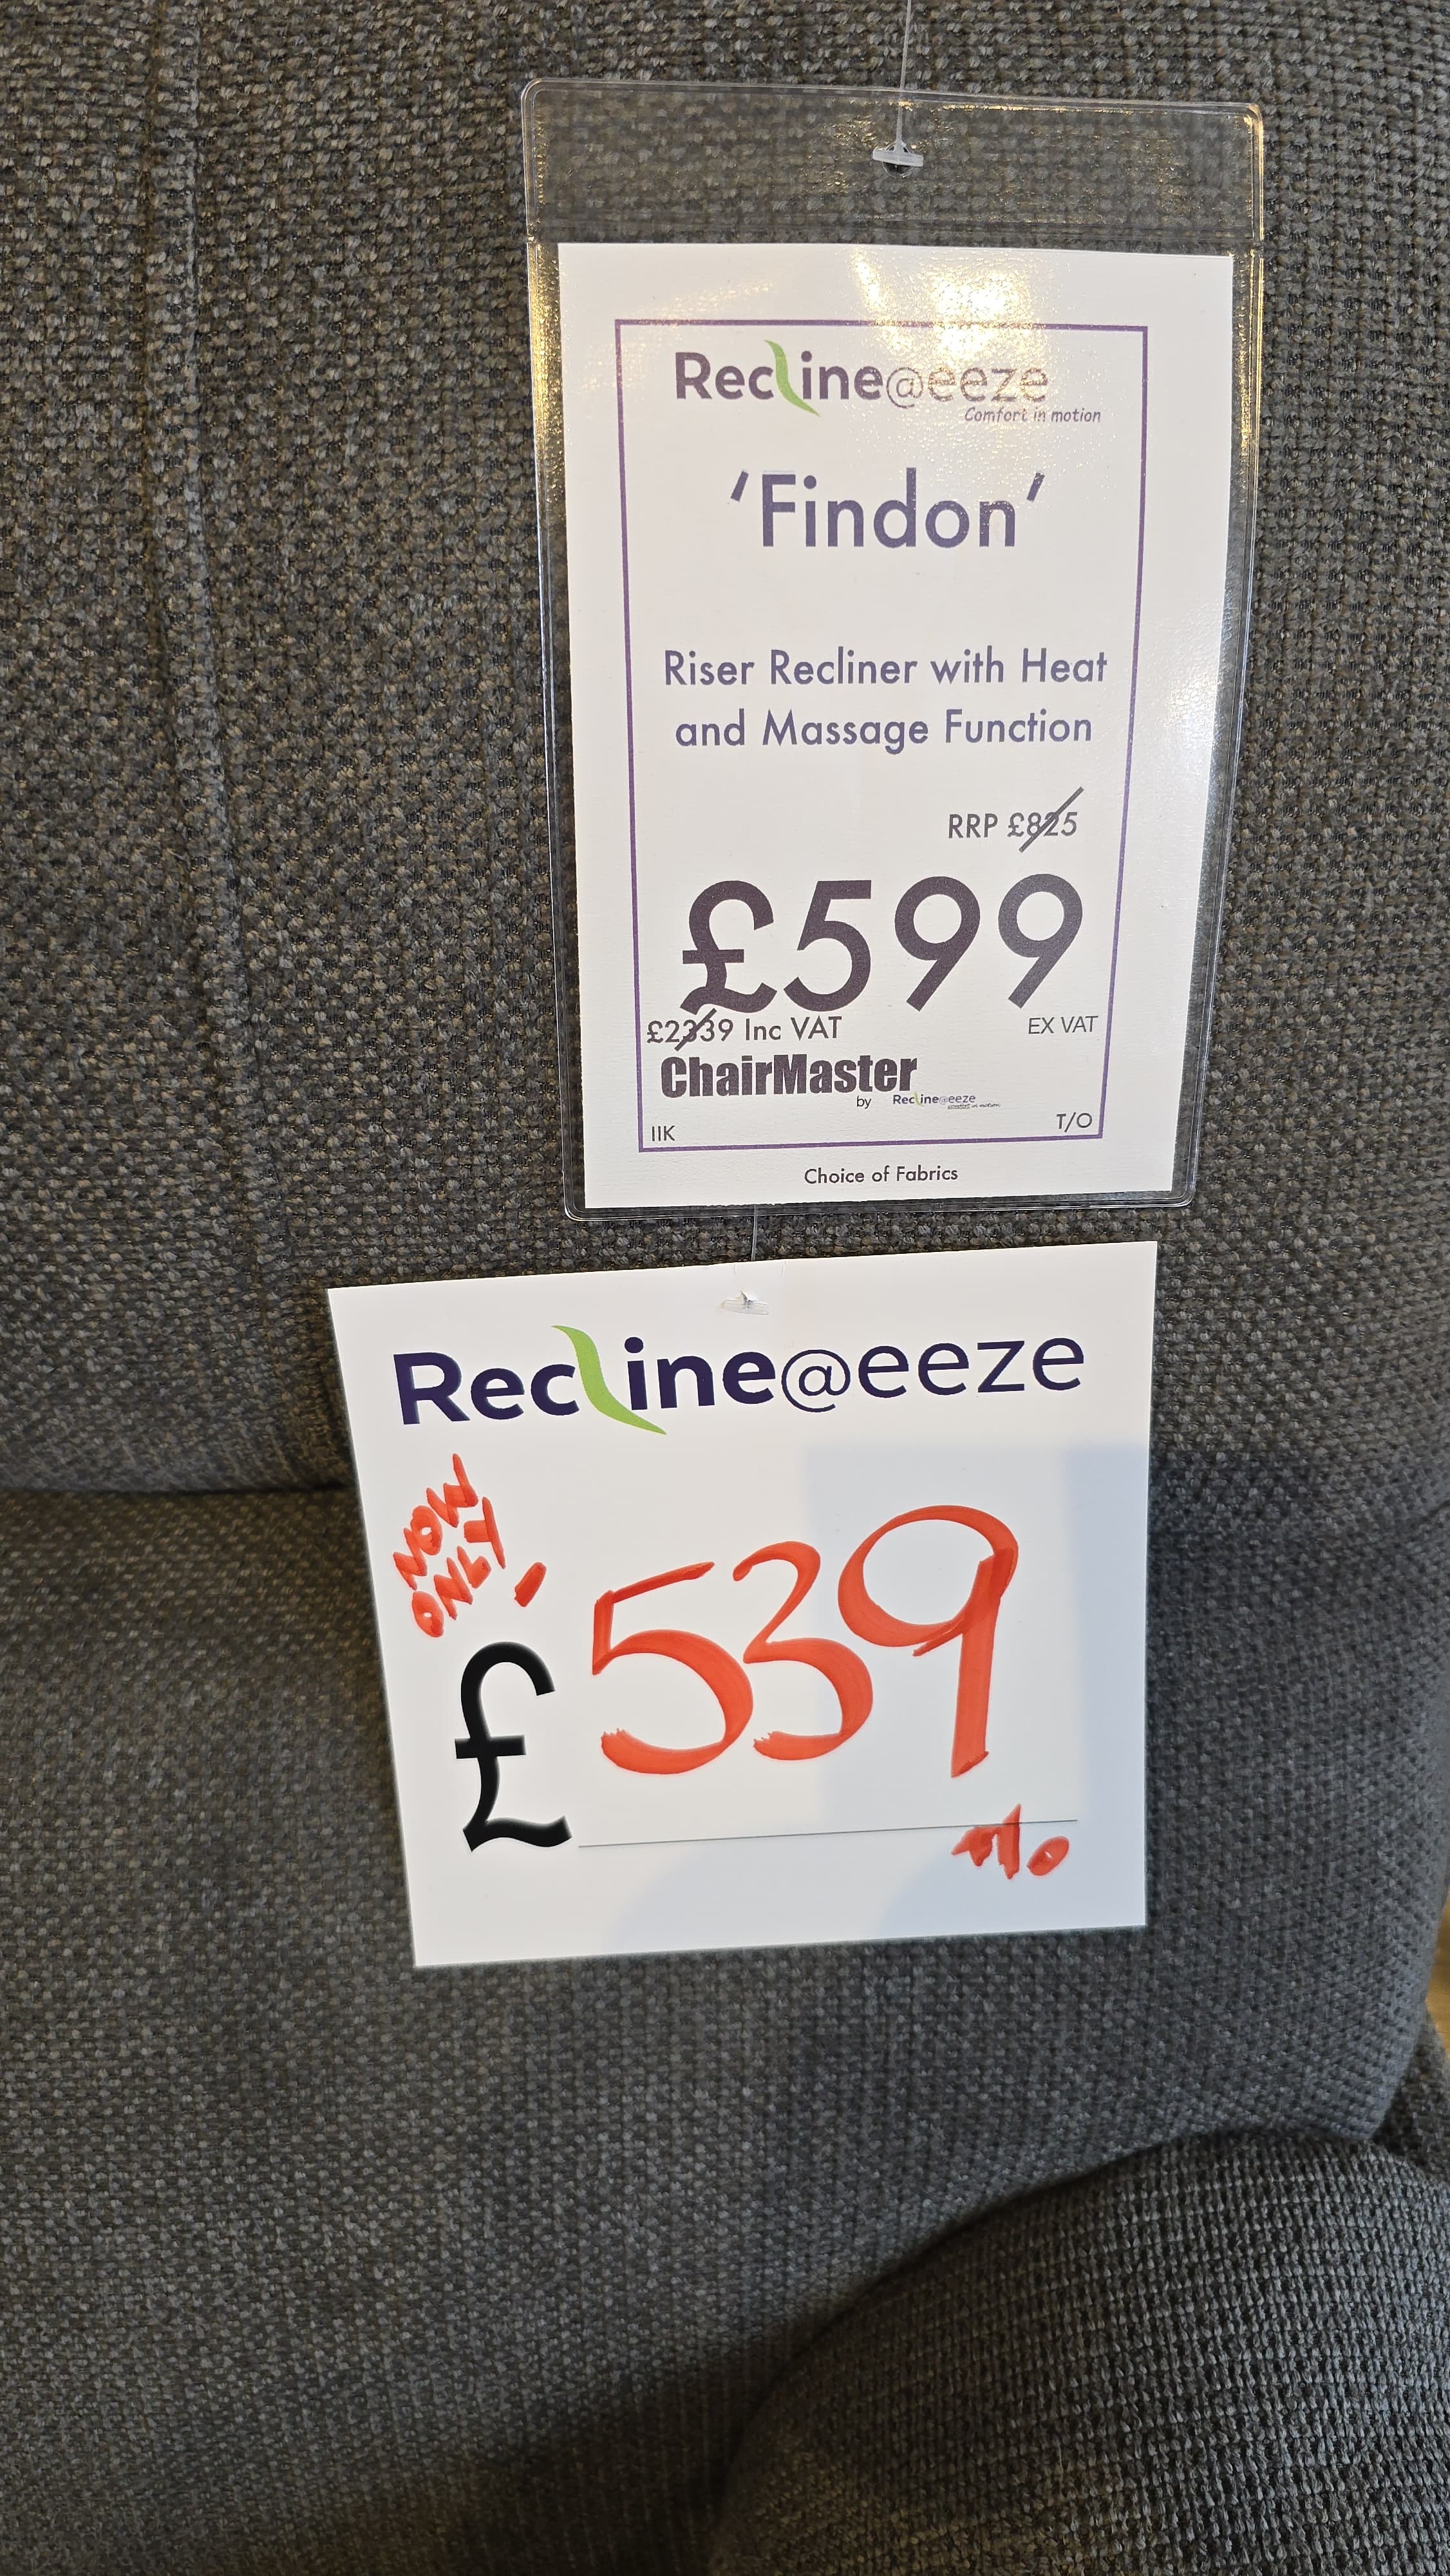 Recline@eeze
Comfort in motion
'Findon'
Riser Recliner with Heat
and Massage Function
RRP £825
£599
£2339 Inc VAT
EX VAT
ChairMaster
by Recline@eeze
IIK
T/O
Choice of Fabrics
Recline@eeze
NOW
ONLY
£539